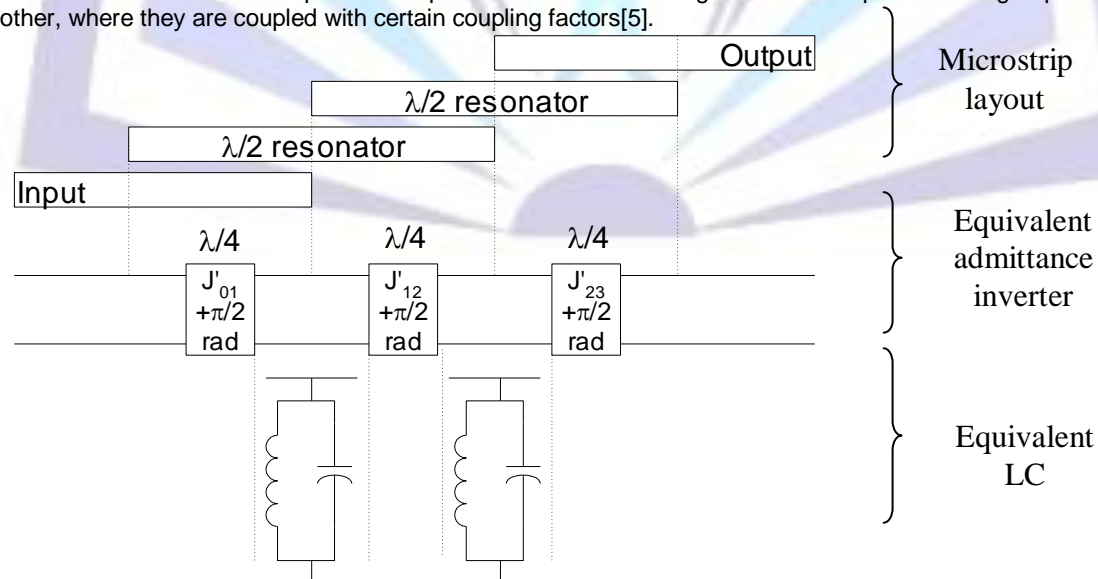 other, where they are coupled with certain coupling factors[5].
Output
λ/2 resonator
λ/2 resonator
Input
Microstrip
layout
λ/4 λ/4 λ/4
J'01 J'12 J'23
+π/2 +π/2 +π/2
rad rad rad
Equivalent
admittance
inverter
Equivalent
LC